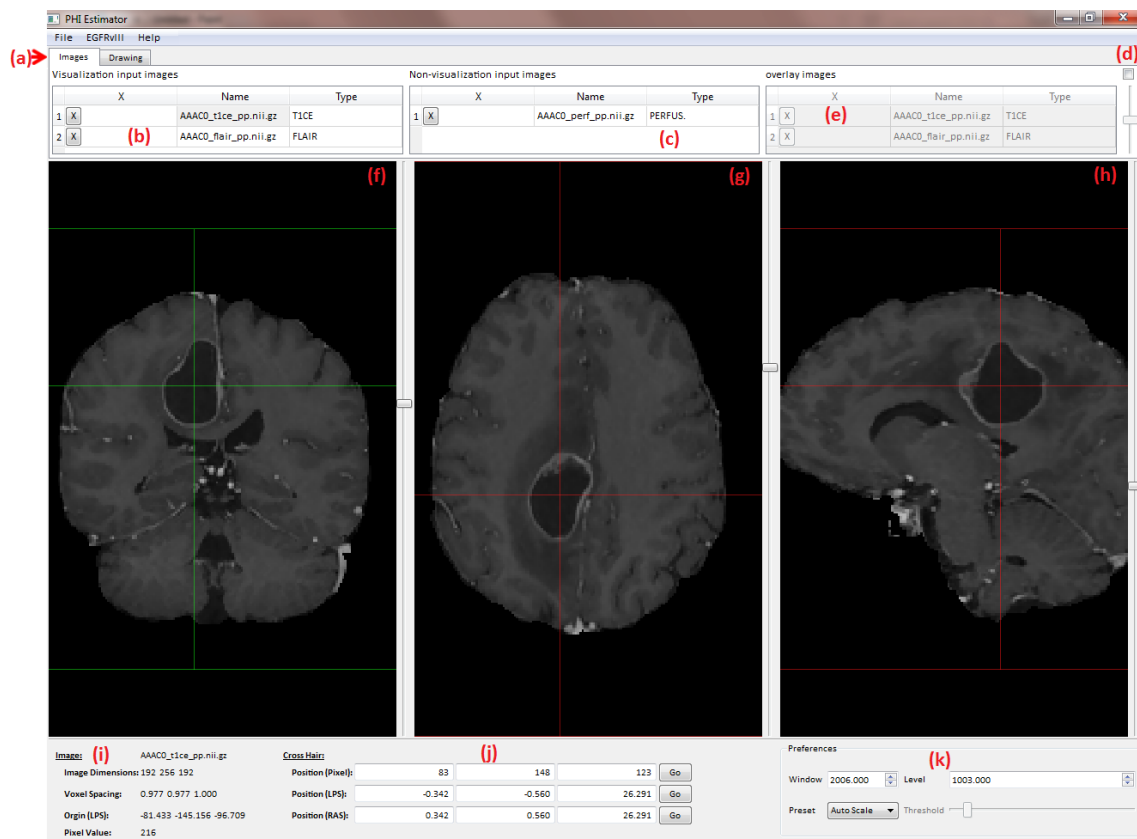 PHI Estimator
File EGFRvIII Help
(a) Images Drawing (d)
Visualization input images Non-visualization input images overlay images
X Name Type X Name Type X Name Type
1 X AAAC0_t1ce_pp.nii.gz T1CE 1 X AAAC0_perf_pp.nii.gz PERFUS. 1 X (e) AAAC0_t1ce_pp.nii.gz T1CE
2 X (b) AAAC0_flair_pp.nii.gz FLAIR (c) 2 X AAAC0_flair_pp.nii.gz FLAIR
(f) (g) (h)
Image: (i) AAAC0_t1ce_pp.nii.gz Cross Hair: (j) Preferences
Image Dimensions: 192 256 192 Position (Pixel): 83 148 123 Go (k)
Window 2006.000 Level 1003.000
Voxel Spacing: 0.977 0.977 1.000 Position (LPS): -0.342 -0.560 26.291 Go
Orgin (LPS): -81.433 -145.156 -96.709 Position (RAS): 0.342 0.560 26.291 Go Preset Auto Scale Threshold
Pixel Value: 216